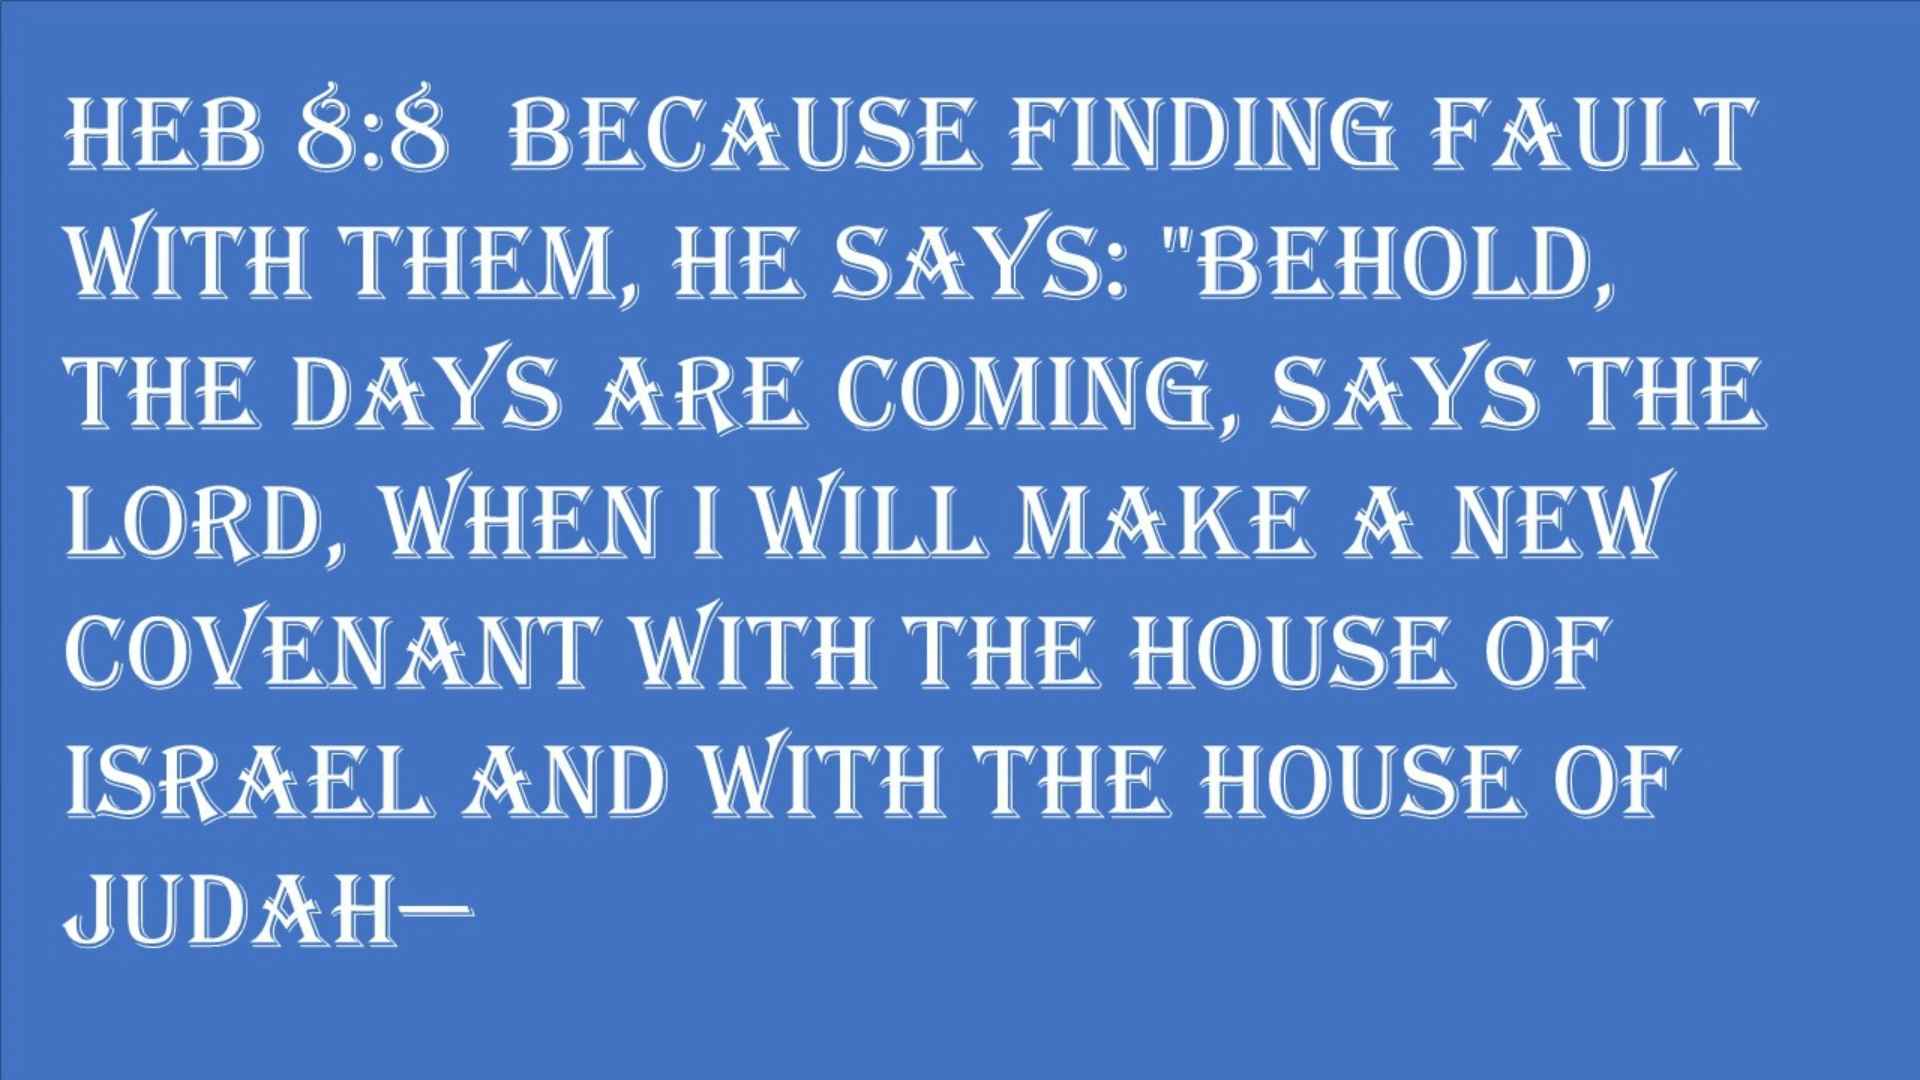 HEB 8:8  BECAUSE FINDING FAULT
WITH THEM, HE SAYS: "BEHOLD,
THE DAYS ARE COMING, SAYS THE
LORD, WHEN I WILL MAKE A NEW
COVENANT WITH THE HOUSE OF
ISRAEL AND WITH THE HOUSE OF
JUDAH—